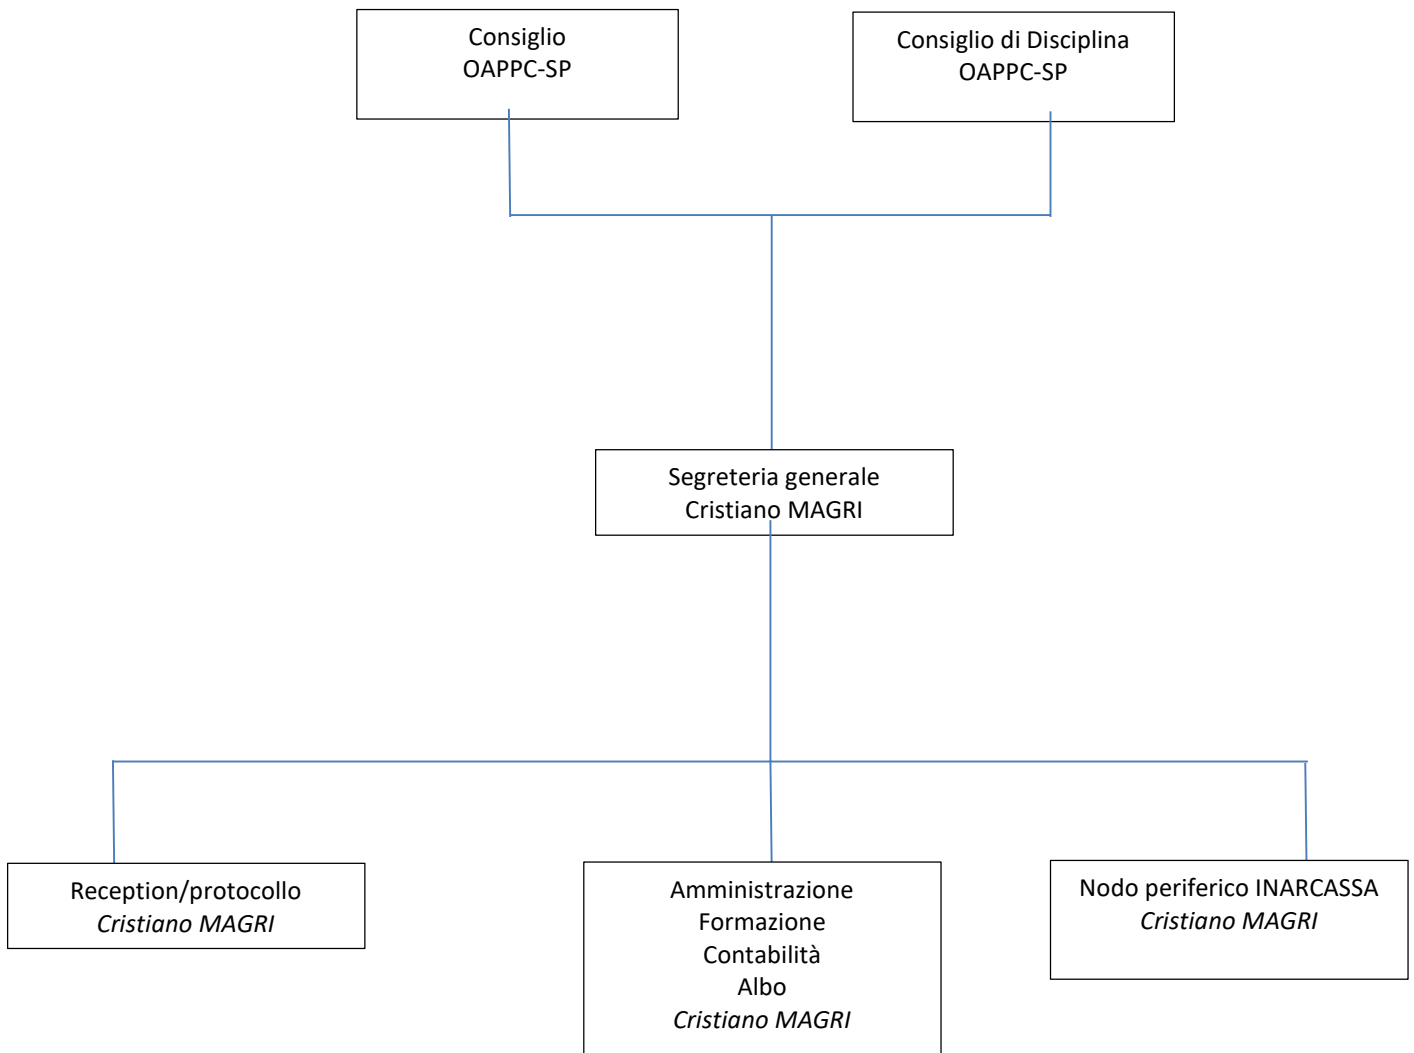 Consiglio
OAPPC-SP
Consiglio di Disciplina
OAPPC-SP
Segreteria generale
Cristiano MAGRI
Reception/protocollo
Cristiano MAGRI
Amministrazione
Formazione
Contabilità
Albo
Cristiano MAGRI
Nodo periferico INARCASSA
Cristiano MAGRI